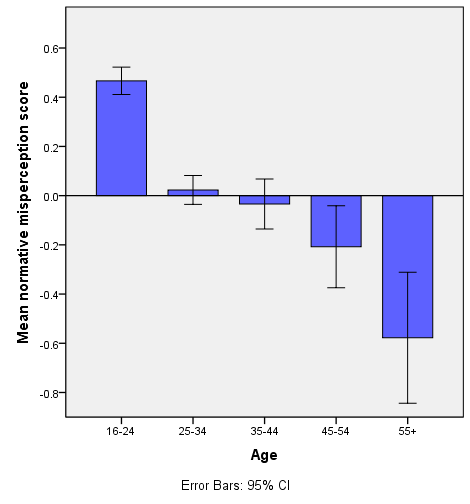 Mean normative misperception score
0.6
0.4
0.2
0.0
-0.2
-0.4
-0.6
-0.8
16-24 25-34 35-44 45-54 55+
Age
Error Bars: 95% CI